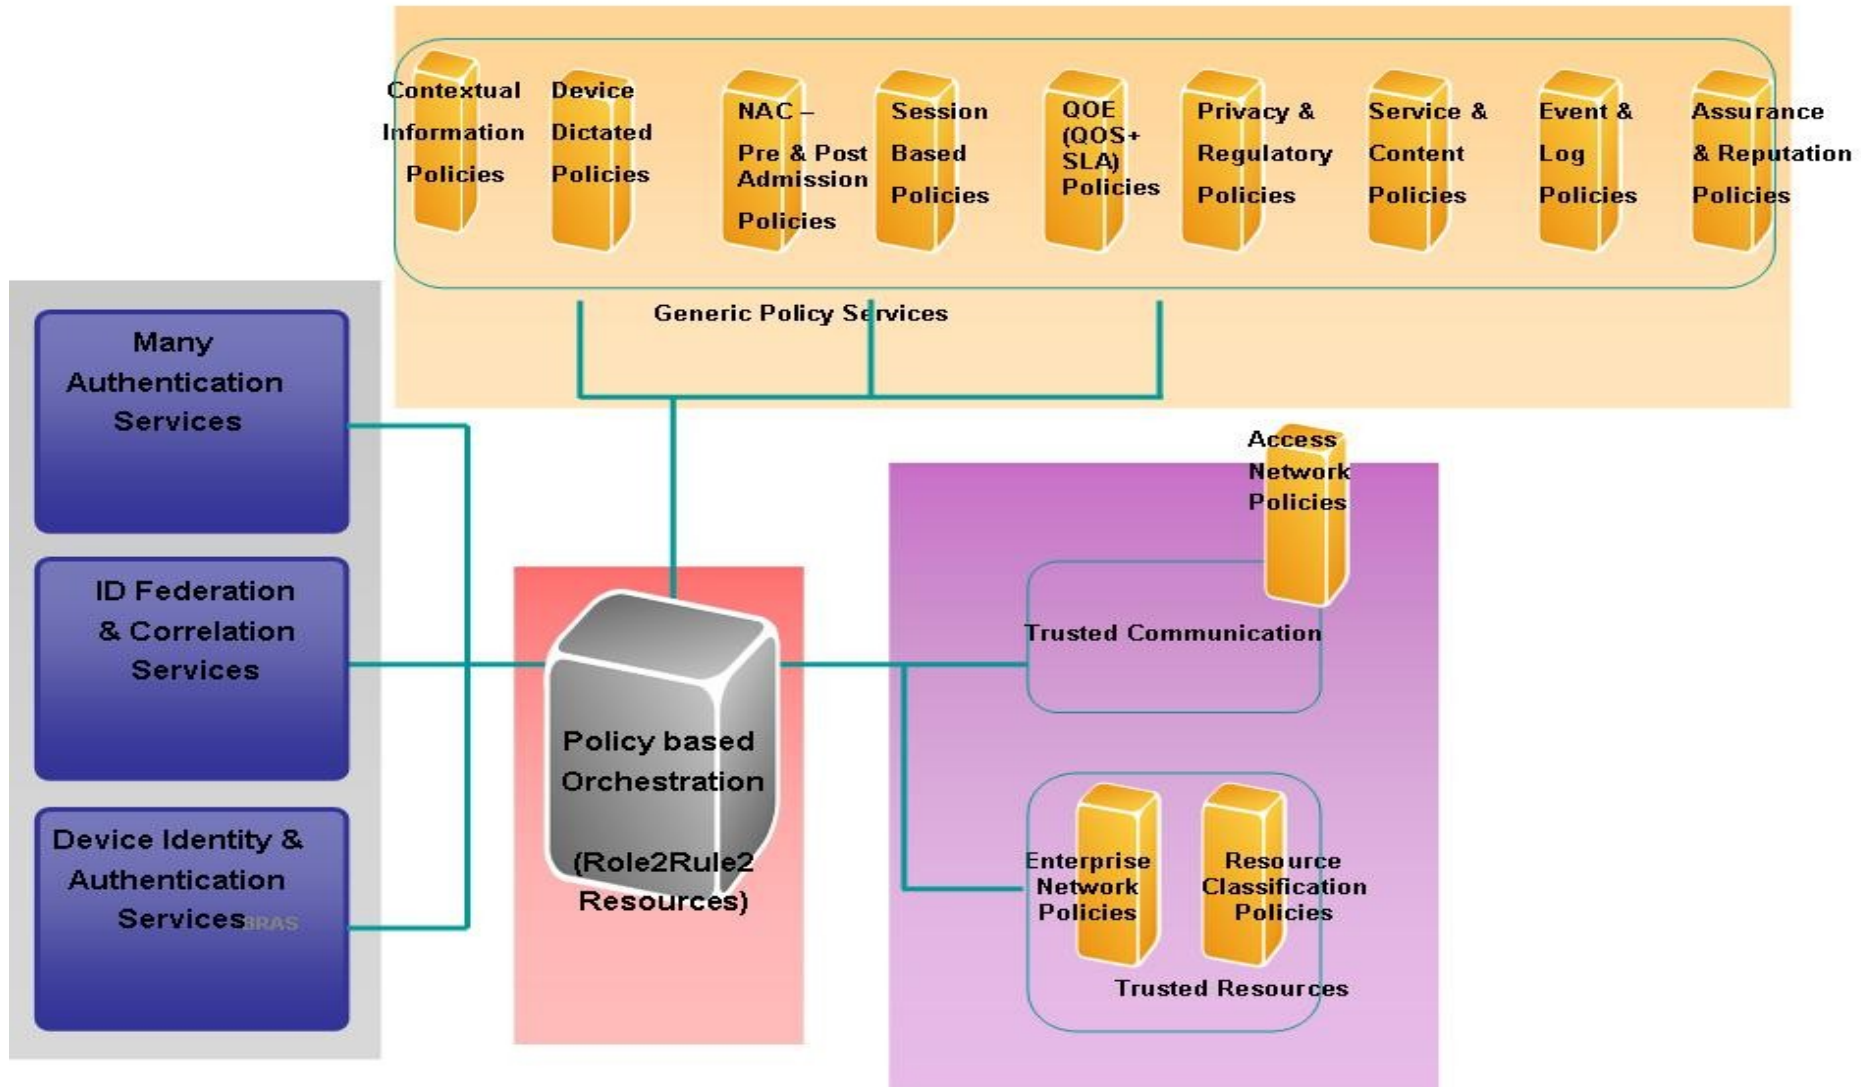 Contextual
Information
Policies
Device
Dictated
Policies
NAC –
Pre & Post
Admission
Policies
Session
Based
Policies
QOE
(QOS+
SLA)
Policies
Privacy &
Regulatory
Policies
Service &
Content
Policies
Event &
Log
Policies
Assurance
& Reputation
Policies
Generic Policy Services
Many
Authentication
Services
ID Federation
& Correlation
Services
Device Identity &
Authentication
Services
BRAS
Policy based
Orchestration
(Role2Rule2
Resources)
Access
Network
Policies
Trusted Communication
Enterprise
Network
Policies
Resource
Classification
Policies
Trusted Resources